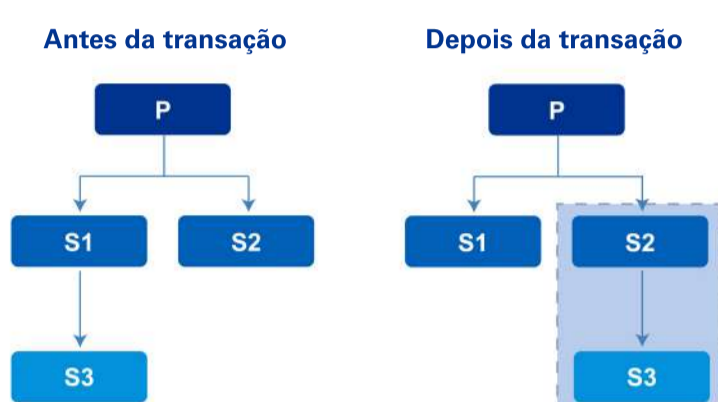 Antes da transação
Depois da transação
P
P
S1
S2
S1
S2
S3
S3